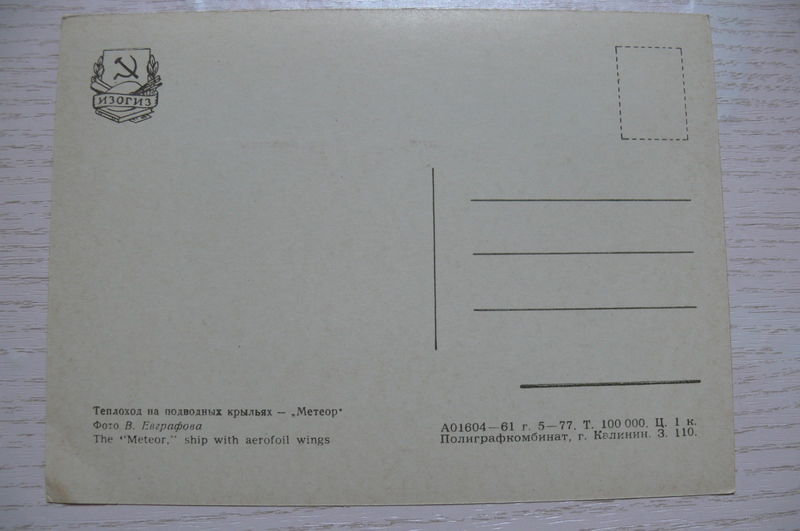 ИЗОГИЗ
Теплоход на подводных крыльях — „Метеор“
Фото В. Евграфова
The “Meteor,” ship with aerofoil wings
А01604—61 г. 5—77. Т. 100 000. Ц. 1 к.
Полиграфкомбинат, г. Калинин. З. 110.